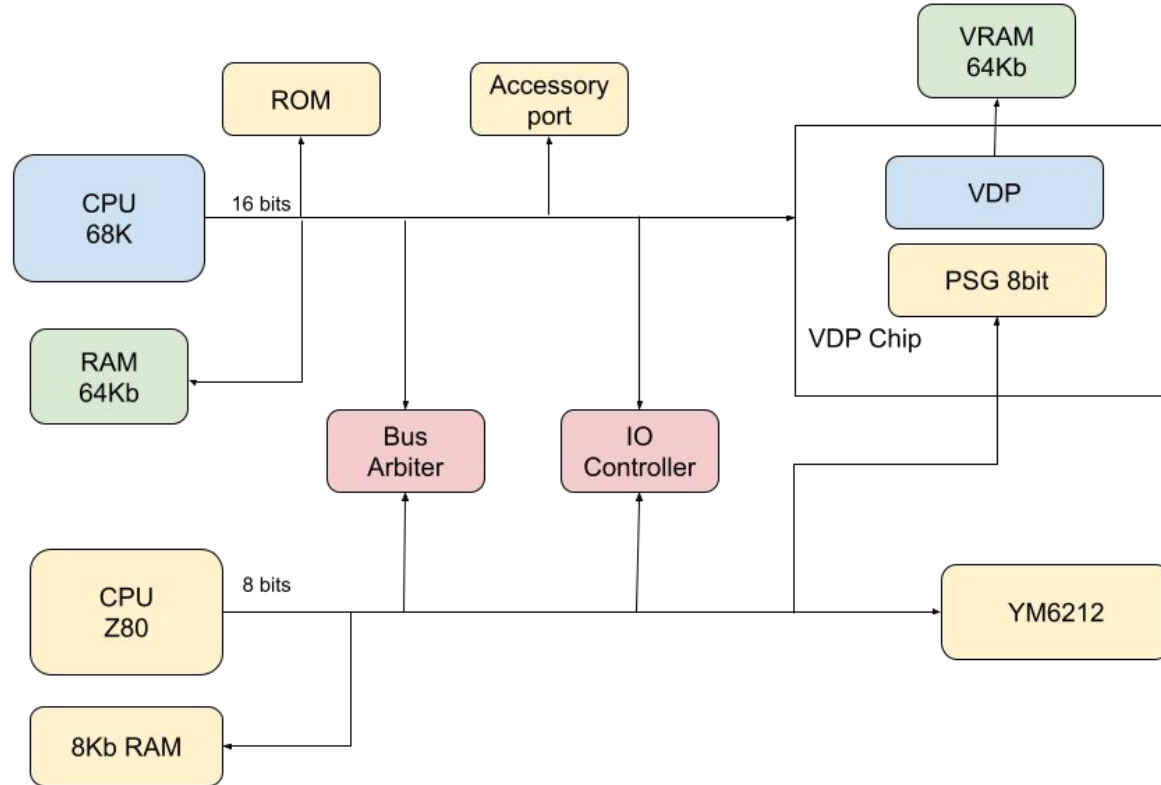 VRAM
64Kb
ROM
Accessory
port
CPU
68K
16 bits
VDP
PSG 8bit
VDP Chip
RAM
64Kb
Bus
Arbiter
IO
Controller
CPU
Z80
8 bits
YM6212
8Kb RAM